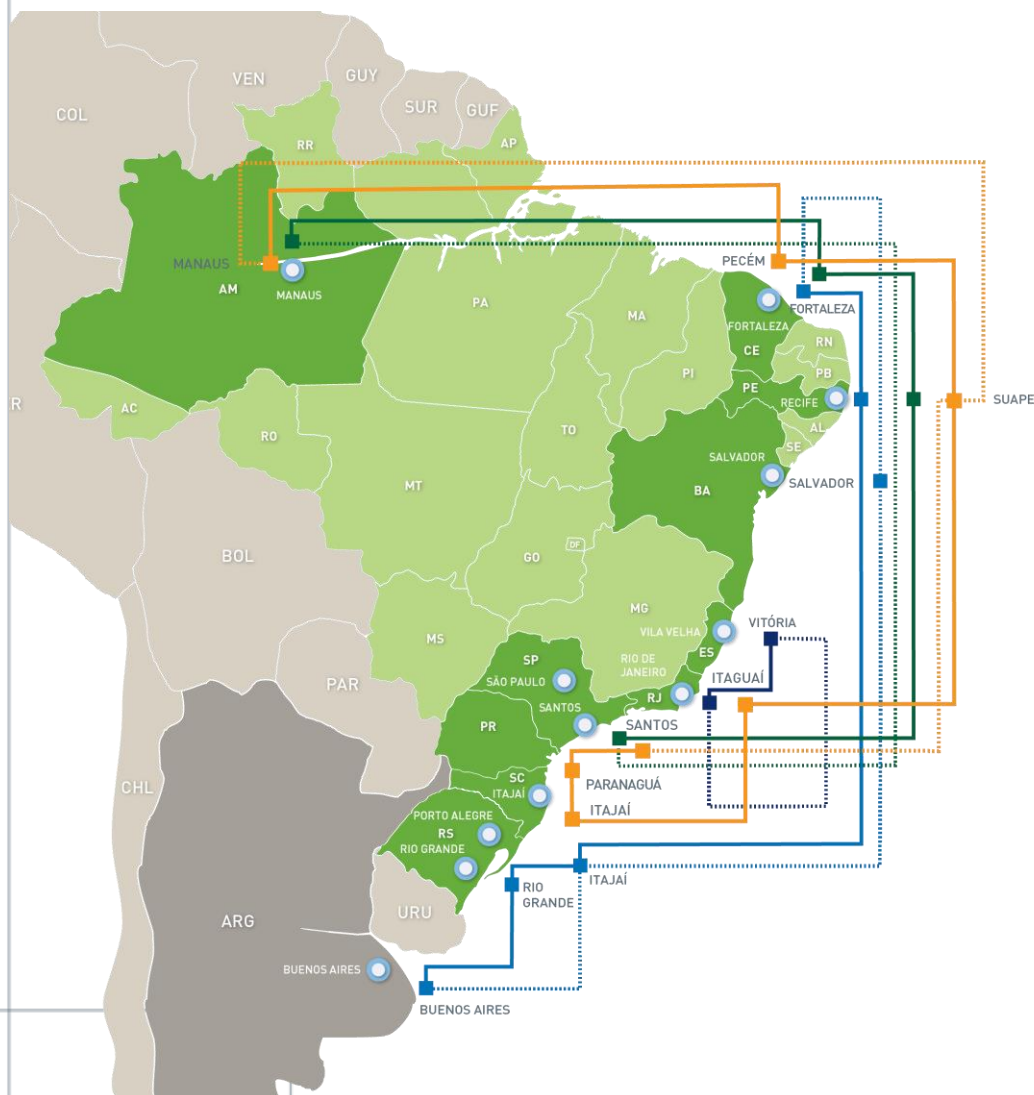 GUY
VEN
SUR
GUF
COL
AP
RR
MANAUS
PECÉM
AM
MANAUS
PA
FORTALEZA
MA
FORTALEZA
RN
CE
PI
PB
PE
SUAPE
RECIFE
AC
AL
TO
RO
SE
SALVADOR
SALVADOR
MT
BA
R
DF
BOL
GO
MG
VITÓRIA
MS
VILA VELHA
ES
SP
RIO DE
JANEIRO
ITAGUAÍ
SÃO PAULO
PAR
RJ
SANTOS
SANTOS
PR
SC
PARANAGUÁ
CHL
ITAJAÍ
ITAJAÍ
PORTO ALEGRE
RS
RIO GRANDE
ITAJAÍ
RIO
GRANDE
URU
ARG
BUENOS AIRES
BUENOS AIRES